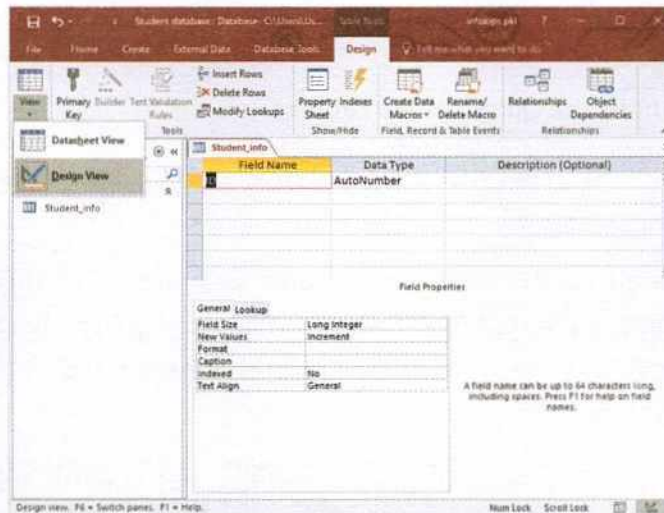 Student database: Database- C:\Users\Us... Table Tools ?
File Home Create External Data Database Tools Design Tell me what you want to do
View Primary Key Builder Test Validation Rules
Insert Rows
Delete Rows
Modify Lookups
Property Sheet Indexes Create Data Macros Rename/ Delete Macro Relationships Object Dependencies
Tools Show/Hide Field, Record & Table Events Relationships
Datasheet View
Design View
Student_info
Student_info
Field Name Data Type Description (Optional)
ID AutoNumber
Field Properties
General Lookup
Field Size Long Integer
New Values Increment
Format
Caption
Indexed No
Text Align General
A field name can be up to 64 characters long,
including spaces. Press F1 for help on field
names.
Design view. F6 = Switch panes. F1 = Help. Num Lock Scroll Lock